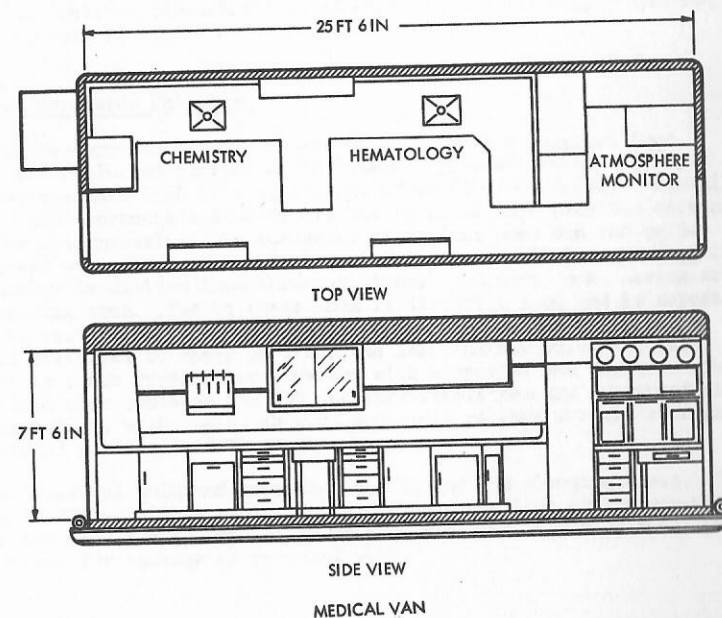 25 FT 6 IN
CHEMISTRY
HEMATOLOGY
ATMOSPHERE
MONITOR
TOP VIEW
7 FT 6 IN
SIDE VIEW
MEDICAL VAN